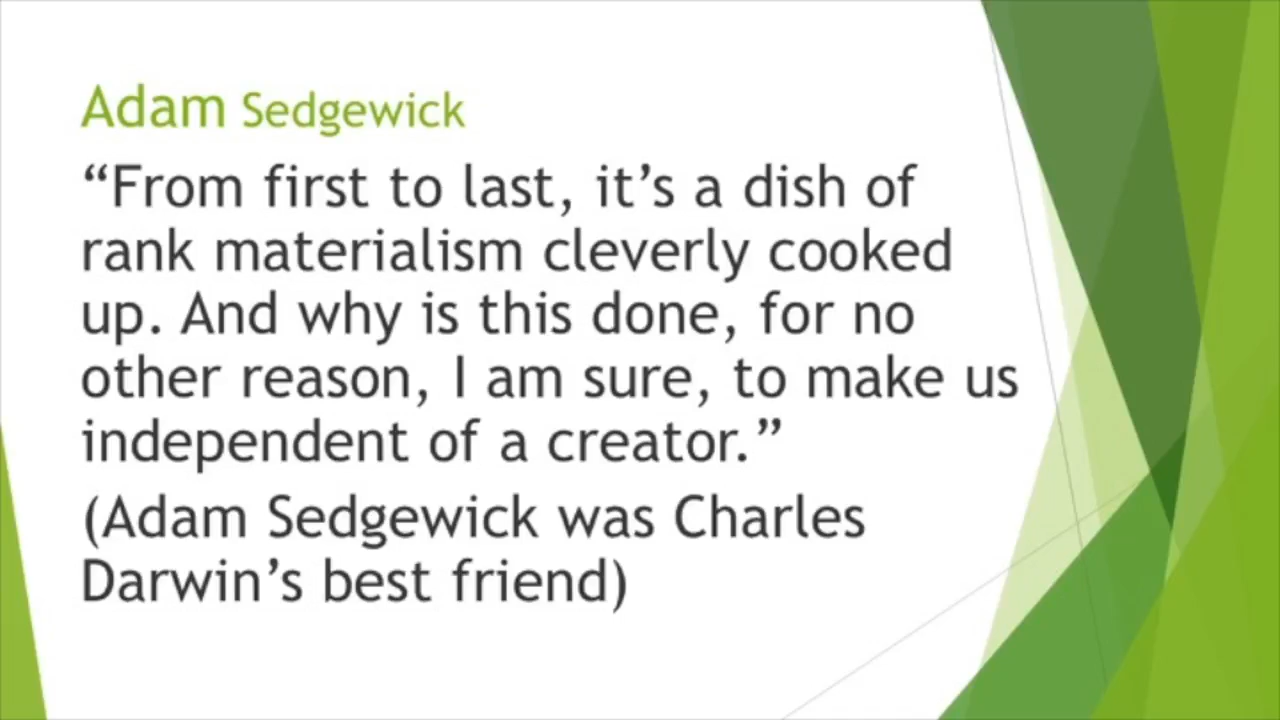 Adam Sedgewick
“From first to last, it’s a dish of
rank materialism cleverly cooked
up. And why is this done, for no
other reason, I am sure, to make us
independent of a creator.”
(Adam Sedgewick was Charles
Darwin’s best friend)